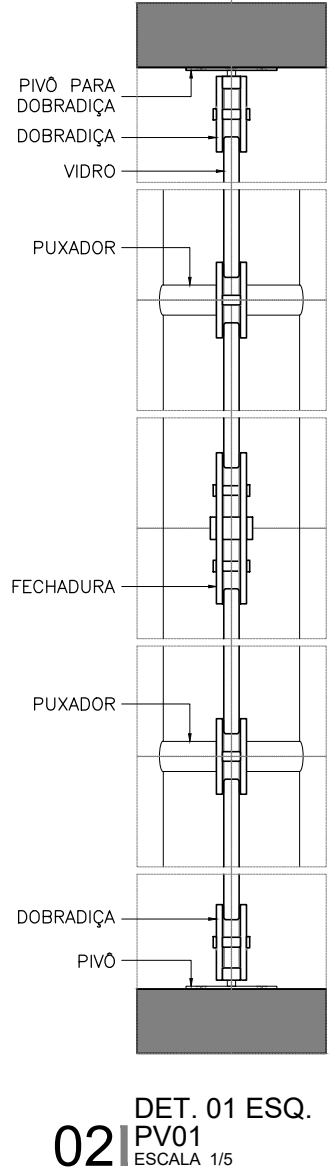 PIVÔ PARA
DOBRADIÇA
DOBRADIÇA
VIDRO
PUXADOR
FECHADURA
PUXADOR
DOBRADIÇA
PIVÔ
DET. 01 ESQ.
02 PV01
ESCALA 1/5